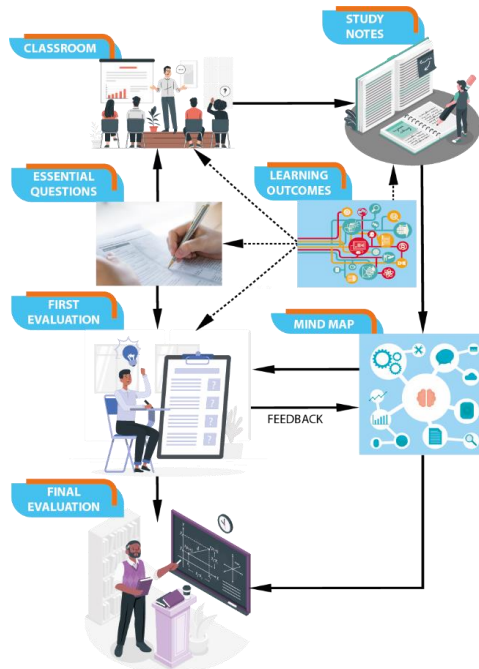 STUDY
NOTES
CLASSROOM
ESSENTIAL
QUESTIONS
LEARNING
OUTCOMES
FIRST
EVALUATION
MIND MAP
FEEDBACK
FINAL
EVALUATION